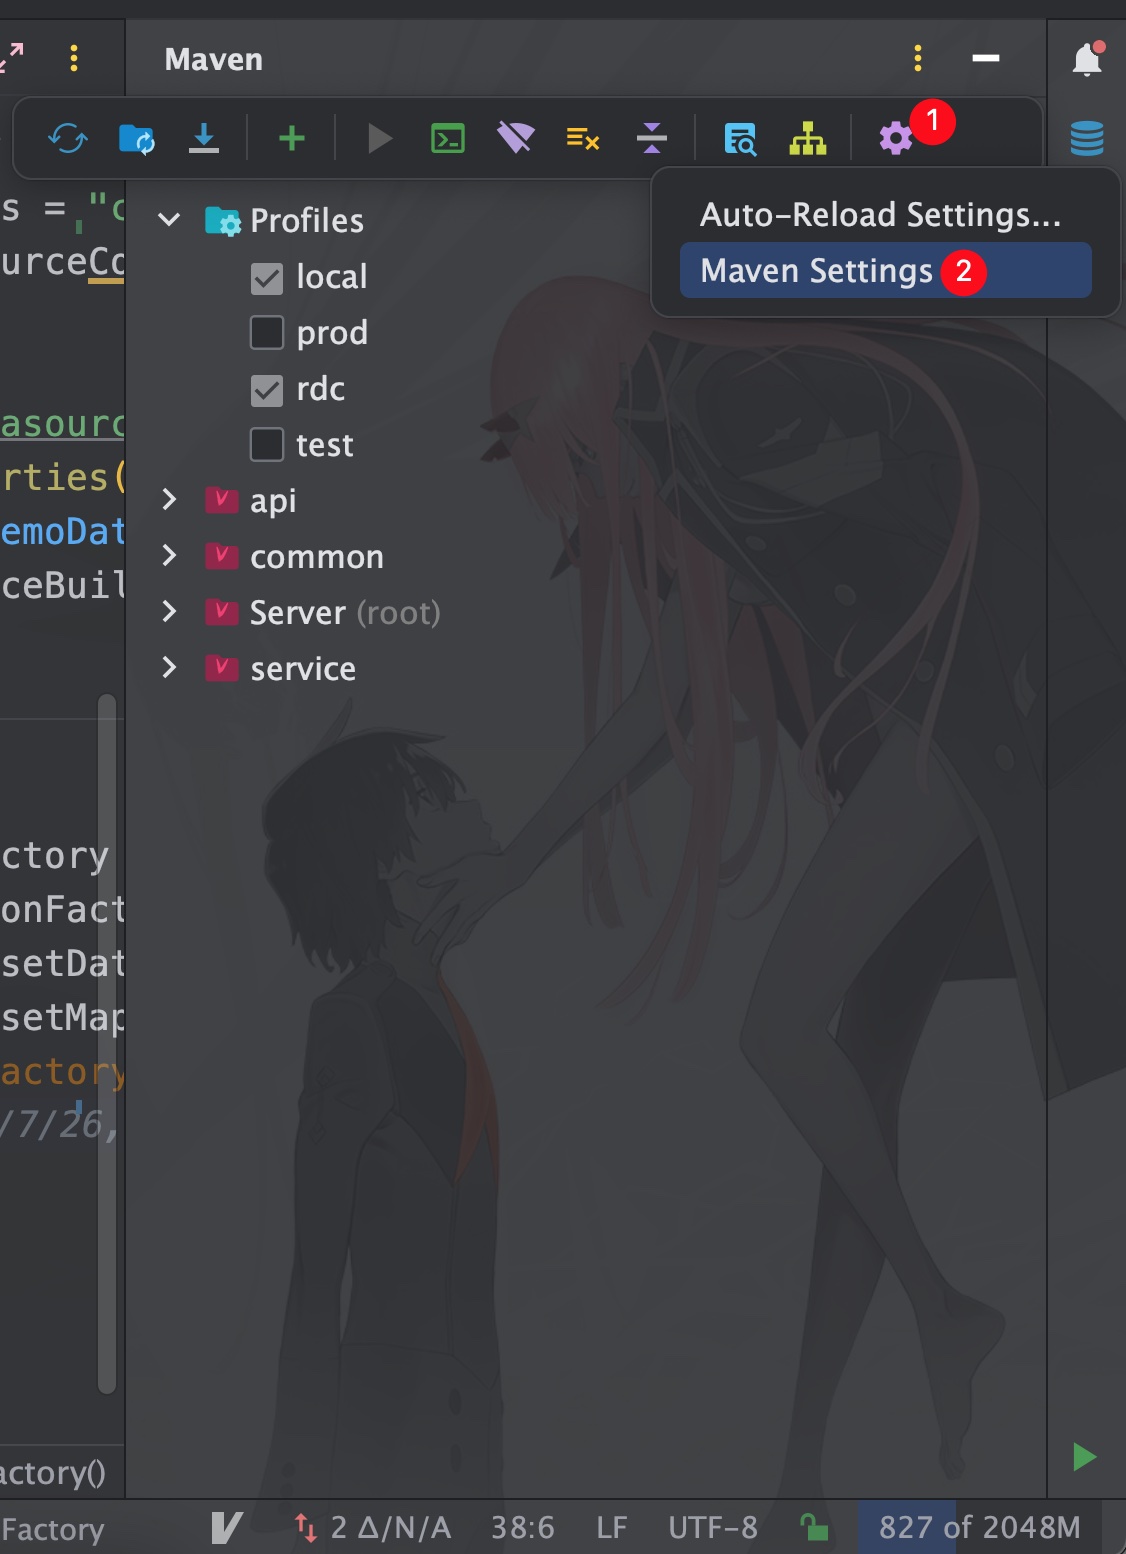 Maven
1
s = "c
Profiles
Auto-Reload Settings...
urceCo
local
Maven Settings 2
prod
rdc
asourc
test
rties(
api
emoDat
common
ceBuil
Server (root)
service
ctory
onFact
setDat
setMap
actory
/7/26,
actory()
Factory
2 Δ/N/A
38:6
LF
UTF-8
827 of 2048M